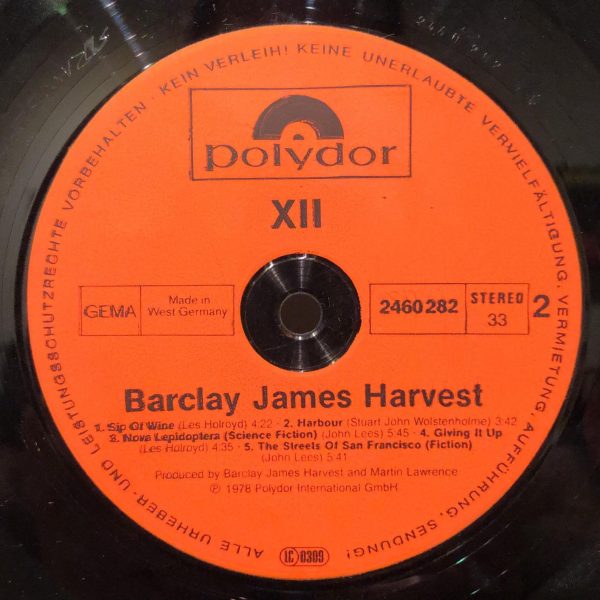 ALLE URHEBER- UND LEISTUNGSSCHUTZRECHTE VORBEHALTEN · KEIN VERLEIH! KEINE UNERLAUBTE VERVIELFÄLTIGUNG, VERMIETUNG, AUFFÜHRUNG, SENDUNG!
polydor
XII
GEMA
Made in
West Germany
2460 282
STEREO
33
2
Barclay James Harvest
1. Sip Of Wine (Les Holroyd) 4:22 · 2. Harbour (Stuart John Wolstenholme) 3:42
3. Nova Lepidoptera (Science Fiction) (John Lees) 5:45 · 4. Giving It Up
(Les Holroyd) 4:35 · 5. The Streets Of San Francisco (Fiction)
(John Lees) 5:41
Produced by Barclay James Harvest and Martin Lawrence
℗ 1978 Polydor International GmbH
LC 0309